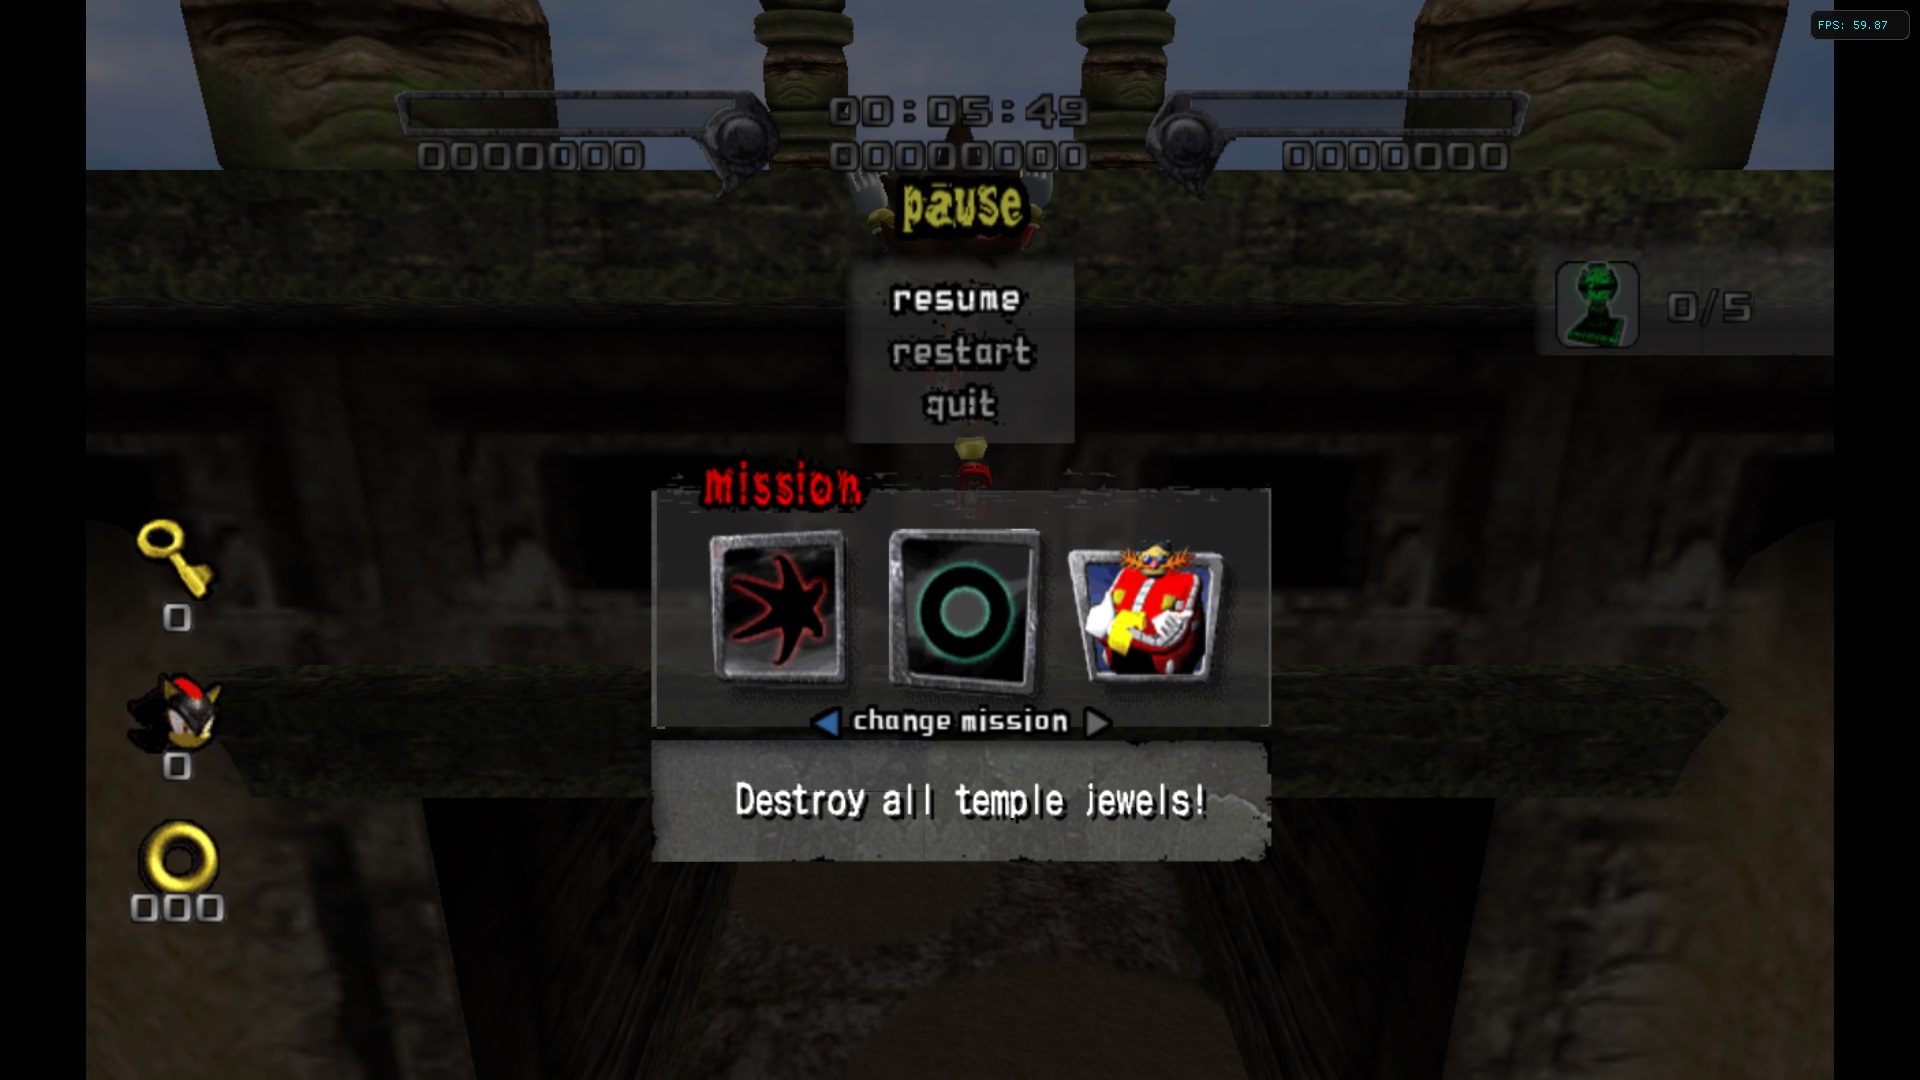 FPS: 59.87
00:05:49
0000000
00000000
0000000
pause
resume
restart
quit
0/5
mission
0
change mission
0
Destroy all temple jewels!
000